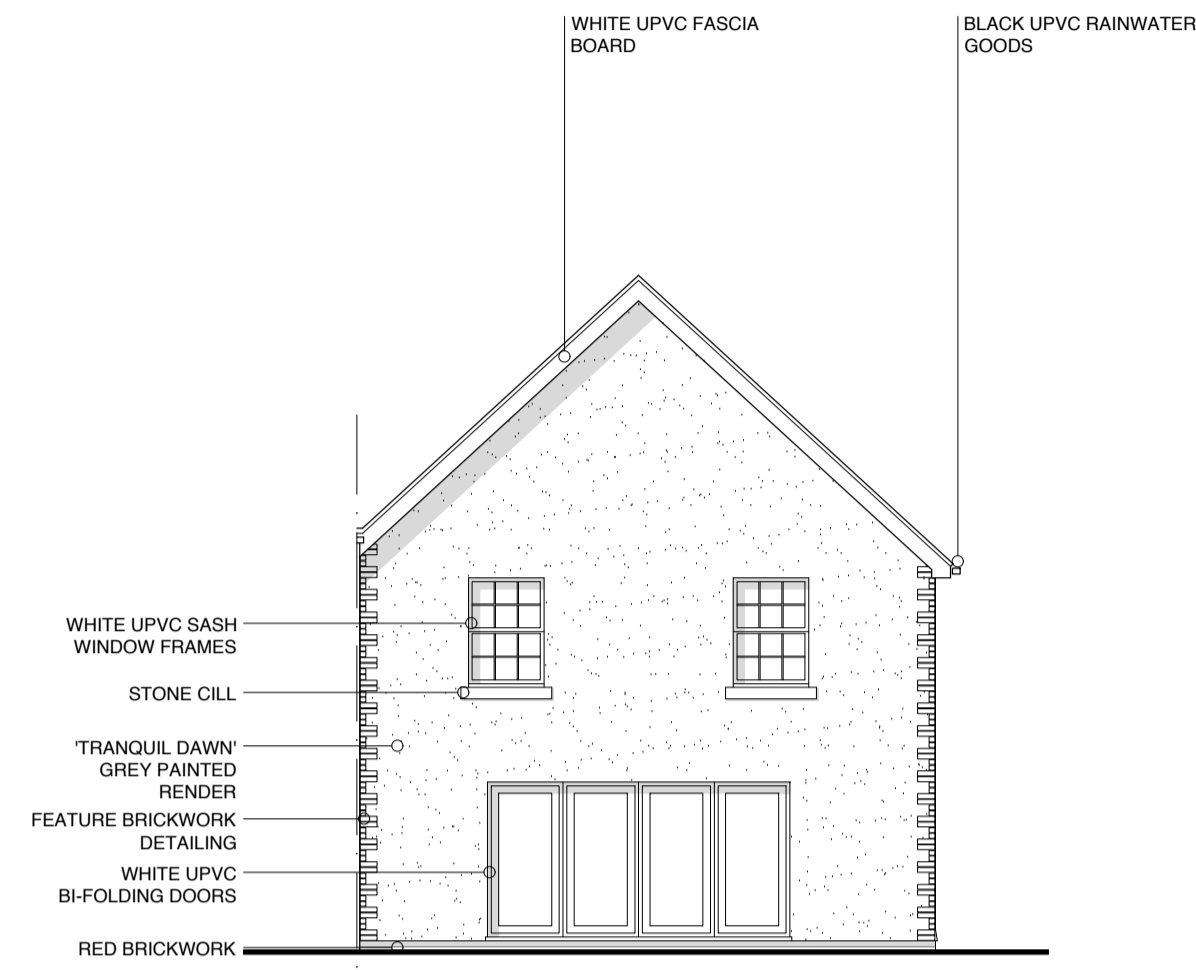 WHITE UPVC FASCIA
BOARD
BLACK UPVC RAINWATER
GOODS
WHITE UPVC SASH
WINDOW FRAMES
STONE CILL
'TRANQUIL DAWN'
GREY PAINTED
RENDER
FEATURE BRICKWORK
DETAILING
WHITE UPVC
BI-FOLDING DOORS
RED BRICKWORK